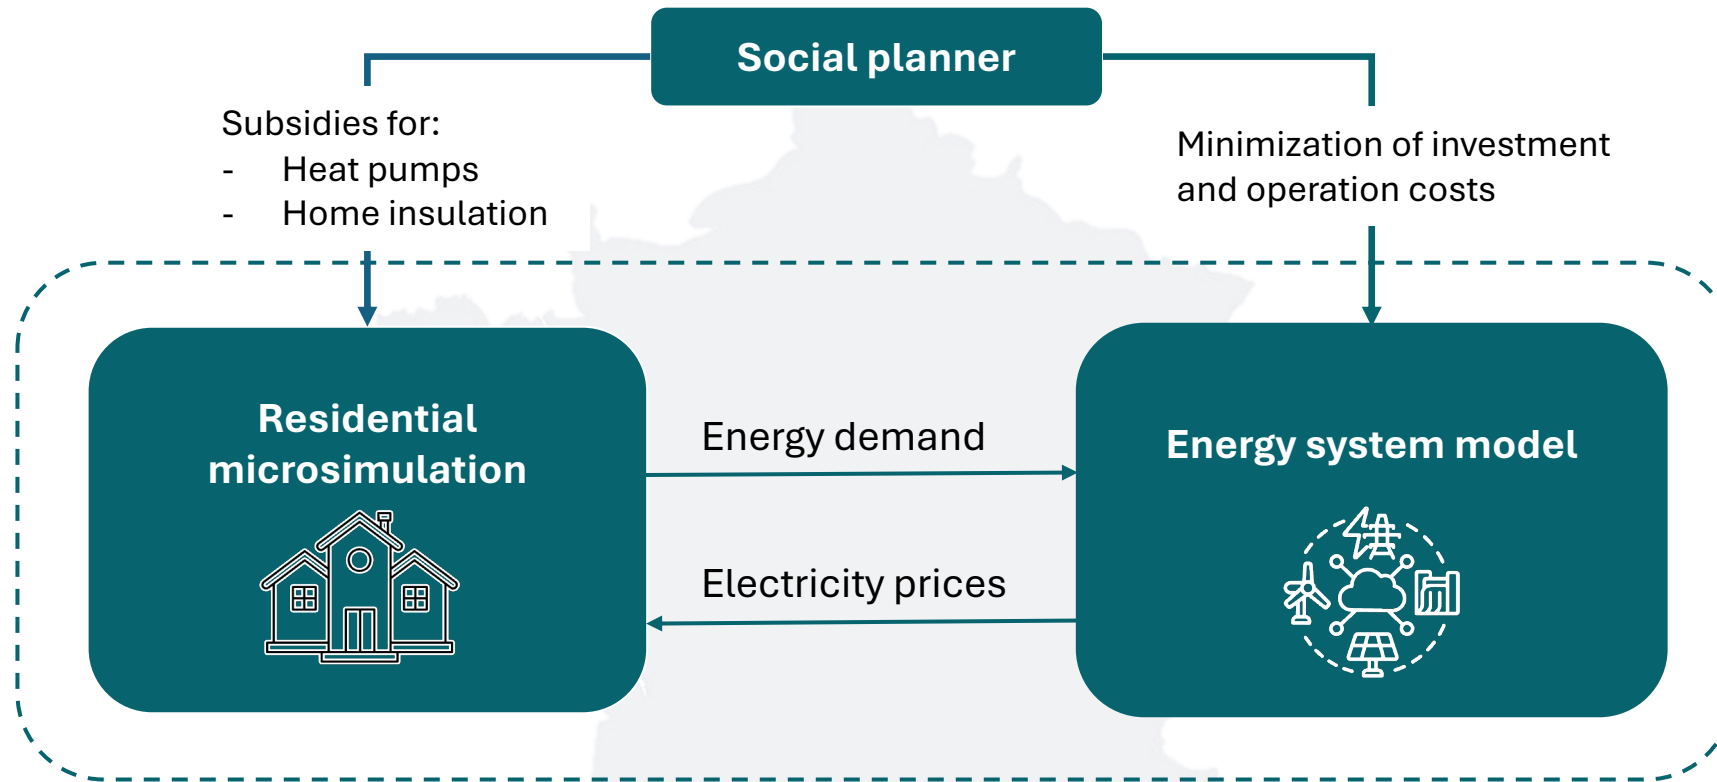 Social planner
Subsidies for:
- Heat pumps
- Home insulation
Minimization of investment
and operation costs
Residential
microsimulation
Energy demand
Electricity prices
Energy system model